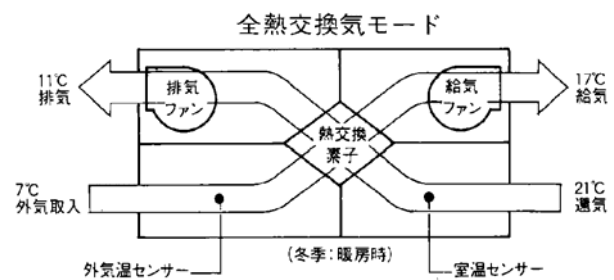 全熱交換気モード
11℃
排気
排気
ファン
給気
ファン
17℃
給気
熱交換
素子
7℃
外気取入
21℃
還気
外気温センサー
(冬季:暖房時)
室温センサー